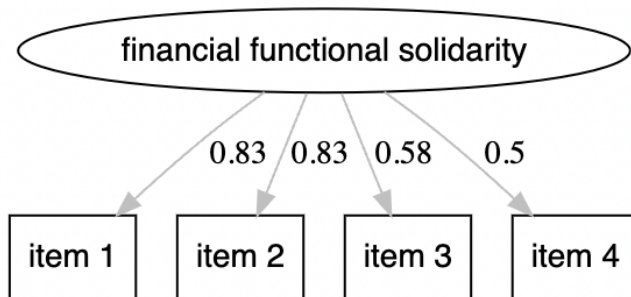 financial functional solidarity
0.83 0.83 0.58 0.5
item 1 item 2 item 3 item 4